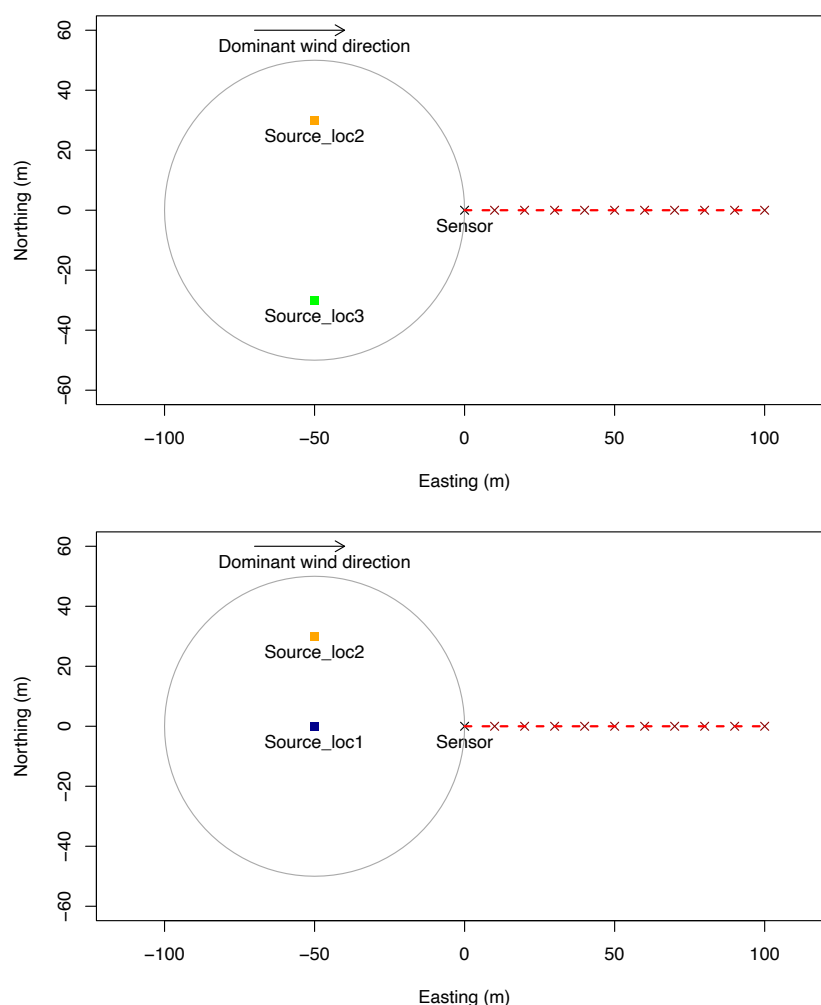 60
Dominant wind direction
40
Source_loc2
20
Northing (m)
0
Sensor
−20
Source_loc3
−40
−60
−100 −50 0 50 100
Easting (m)
60
Dominant wind direction
40
Source_loc2
20
Northing (m)
0
Source_loc1 Sensor
−20
−40
−60
−100 −50 0 50 100
Easting (m)